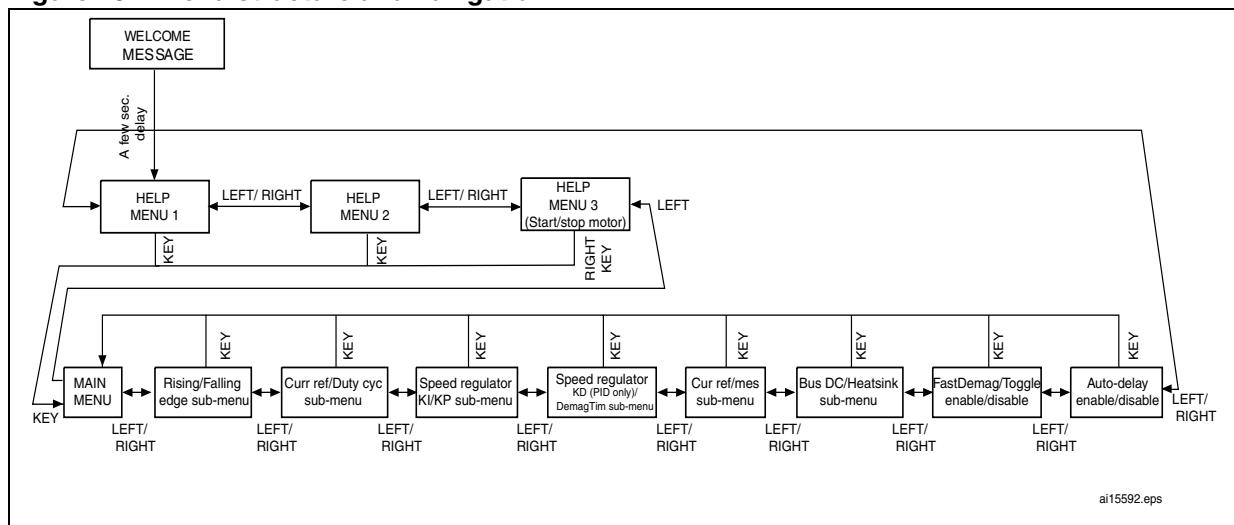 WELCOME
MESSAGE
A few sec.
delay
HELP
MENU 1
LEFT/ RIGHT
HELP
MENU 2
LEFT/ RIGHT
HELP
MENU 3
(Start/stop motor)
LEFT
KEY
KEY
RIGHT
KEY
KEY
KEY
KEY
KEY
KEY
KEY
KEY
KEY
MAIN
MENU
Rising/Falling
edge sub-menu
Curr ref/Duty cyc
sub-menu
Speed regulator
KI/KP sub-menu
Speed regulator
KD (PID only)/
DemagTim sub-menu
Cur ref/mes
sub-menu
Bus DC/Heatsink
sub-menu
FastDemag/Toggle
enable/disable
Auto-delay
enable/disable
LEFT/
RIGHT
KEY
LEFT/
RIGHT
LEFT/
RIGHT
LEFT/
RIGHT
LEFT/
RIGHT
LEFT/
RIGHT
LEFT/
RIGHT
LEFT/
RIGHT
LEFT/
RIGHT
ai15592.eps